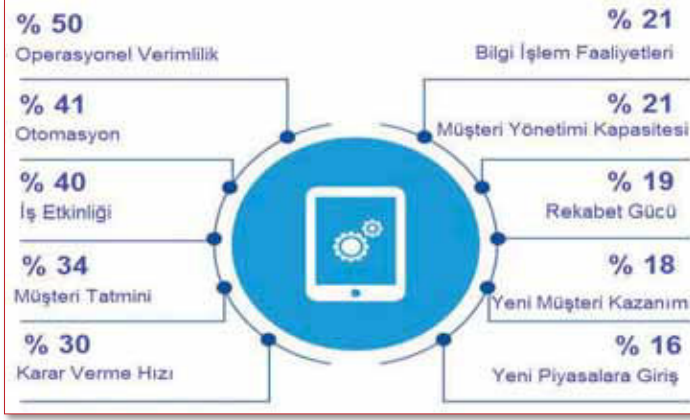 % 50
Operasyonel Verimlilik
% 41
Otomasyon
% 40
İş Etkinliği
% 34
Müşteri Tatmini
% 30
Karar Verme Hızı
% 21
Bilgi İşlem Faaliyetleri
% 21
Müşteri Yönetimi Kapasitesi
% 19
Rekabet Gücü
% 18
Yeni Müşteri Kazanım
% 16
Yeni Piyasalara Giriş